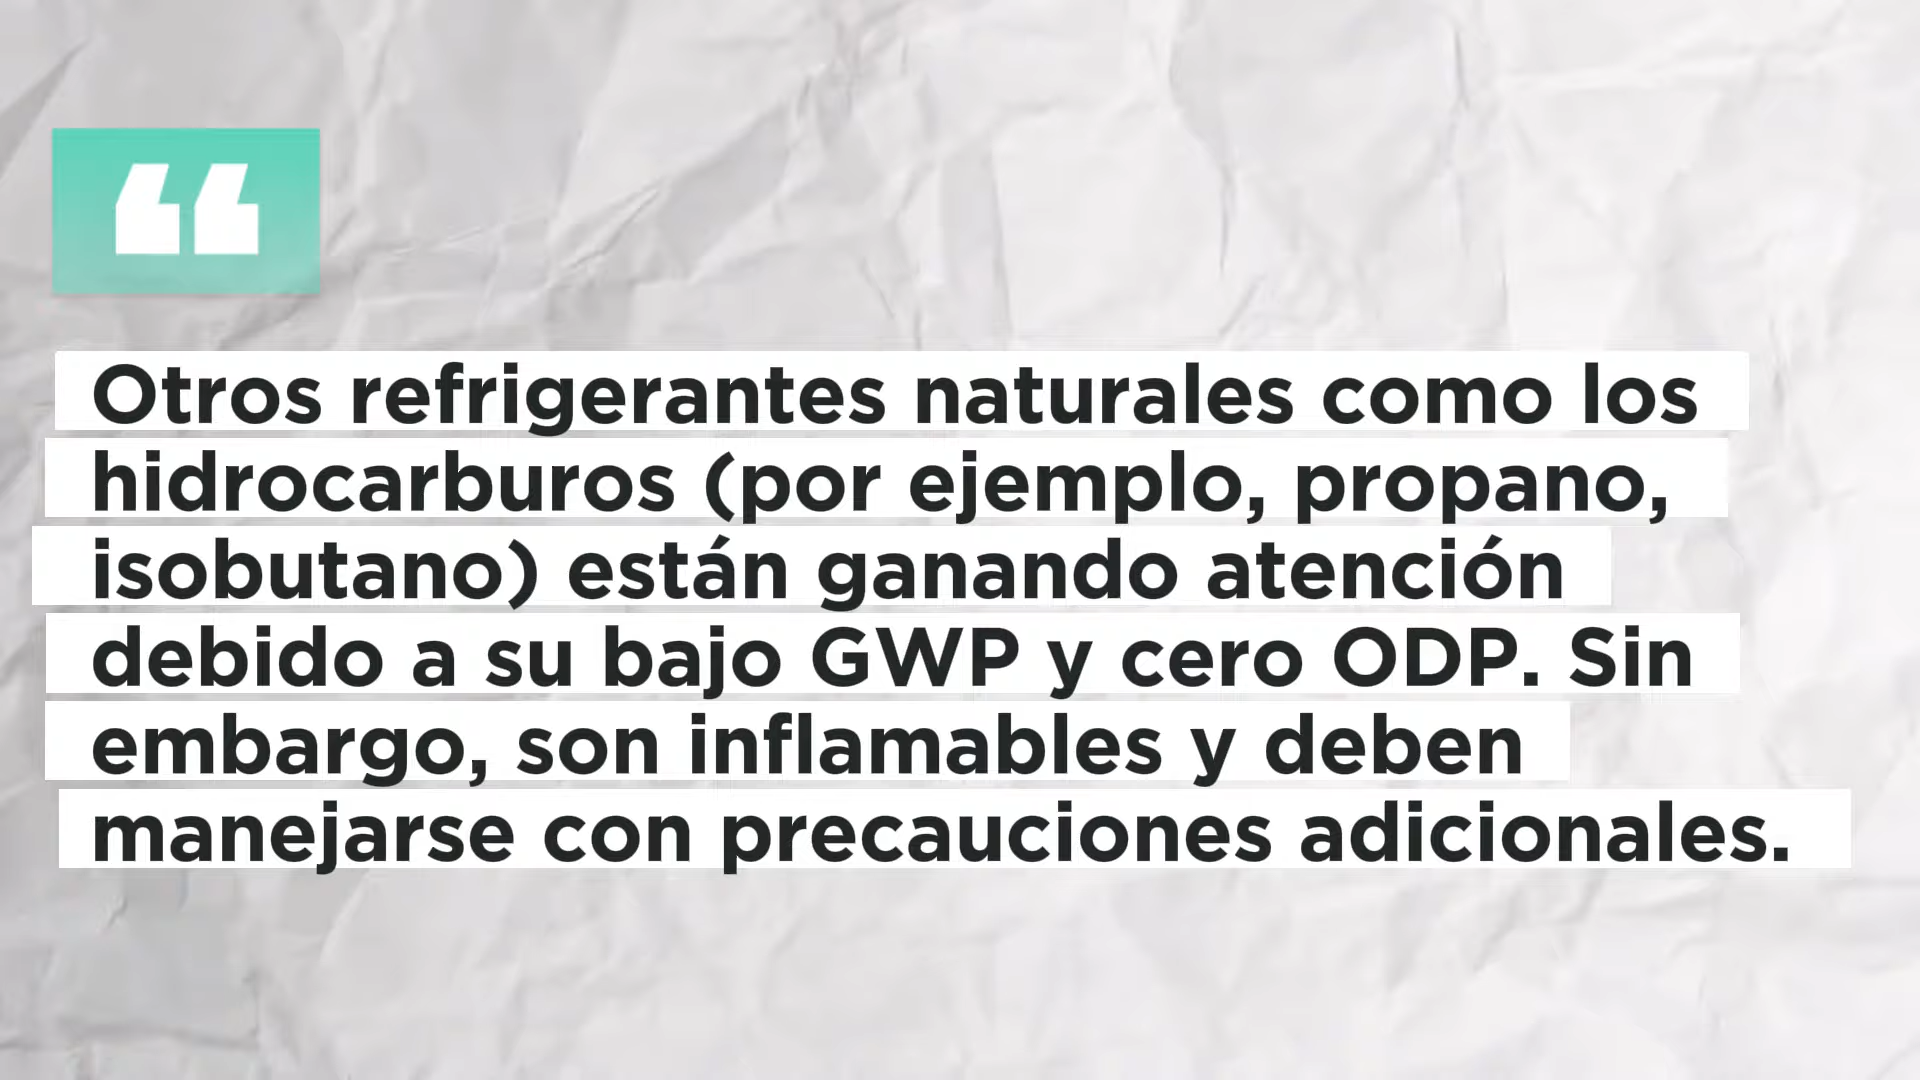 Otros refrigerantes naturales como los
hidrocarburos (por ejemplo, propano,
isobutano) están ganando atención
debido a su bajo GWP y cero ODP. Sin
embargo, son inflamables y deben
manejarse con precauciones adicionales.